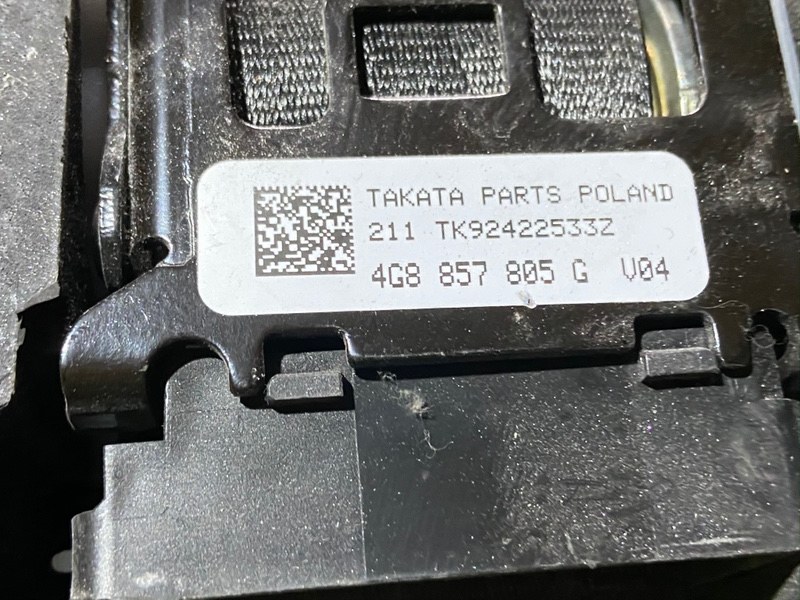 TAKATA PARTS POLAND
211 TK92422533Z
4G8 857 805 G V04